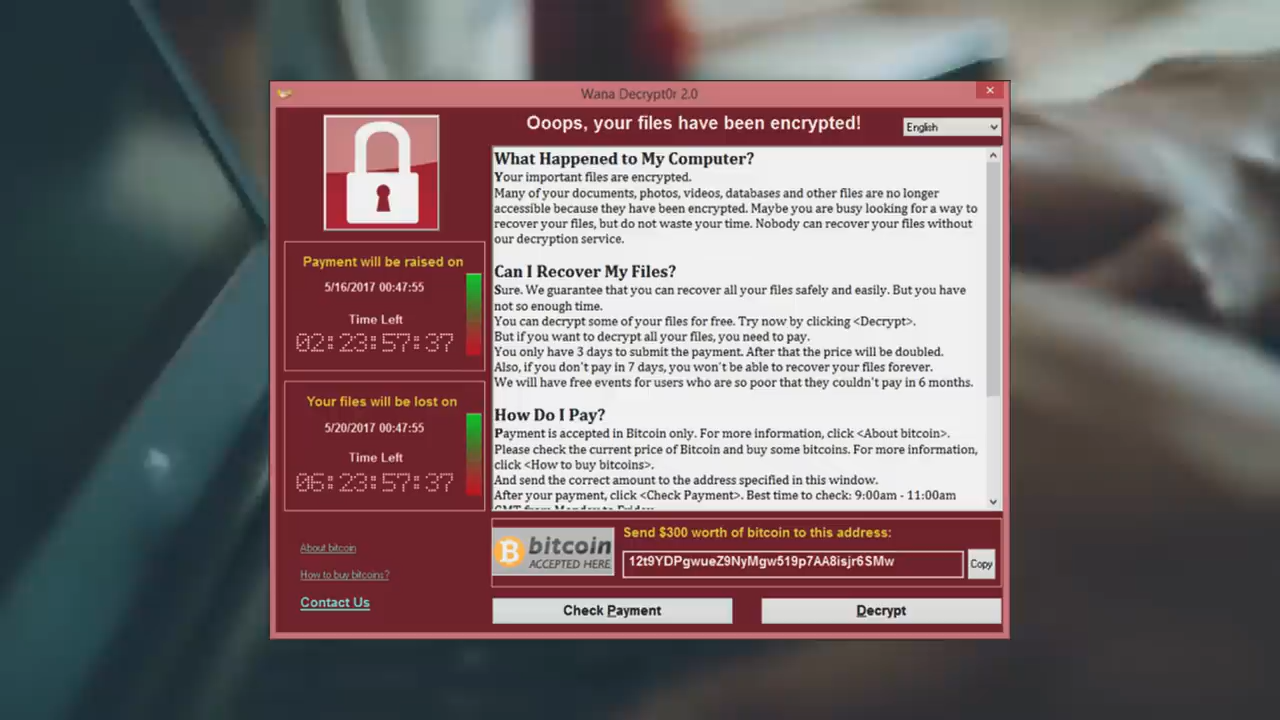 Wana Decrypt0r 2.0
Ooops, your files have been encrypted!
English
What Happened to My Computer?
Your important files are encrypted.
Many of your documents, photos, videos, databases and other files are no longer
accessible because they have been encrypted. Maybe you are busy looking for a way to
recover your files, but do not waste your time. Nobody can recover your files without
our decryption service.
Can I Recover My Files?
Sure. We guarantee that you can recover all your files safely and easily. But you have
not so enough time.
You can decrypt some of your files for free. Try now by clicking <Decrypt>.
But if you want to decrypt all your files, you need to pay.
You only have 3 days to submit the payment. After that the price will be doubled.
Also, if you don't pay in 7 days, you won't be able to recover your files forever.
We will have free events for users who are so poor that they couldn't pay in 6 months.
How Do I Pay?
Payment is accepted in Bitcoin only. For more information, click <About bitcoin>.
Please check the current price of Bitcoin and buy some bitcoins. For more information,
click <How to buy bitcoins>.
And send the correct amount to the address specified in this window.
After your payment, click <Check Payment>. Best time to check: 9:00am - 11:00am
GMT from Monday to Friday.
Payment will be raised on
5/16/2017 00:47:55
Time Left
02:23:57:37
Your files will be lost on
5/20/2017 00:47:55
Time Left
06:23:57:37
About bitcoin
How to buy bitcoins?
Contact Us
bitcoin
ACCEPTED HERE
Send $300 worth of bitcoin to this address:
12t9YDPgwueZ9NyMgw519p7AA8isjr6SMw
Copy
Check Payment
Decrypt